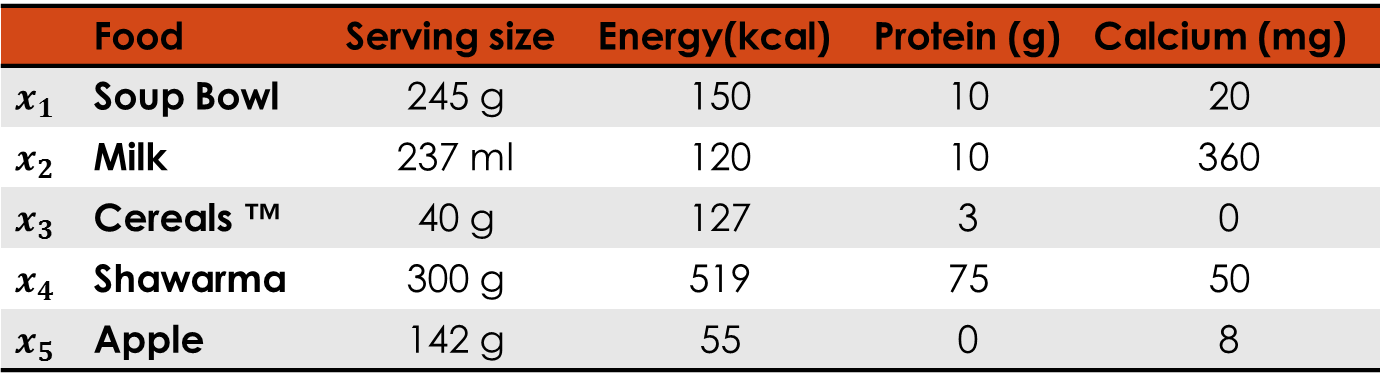 Food Serving size Energy(kcal) Protein (g) Calcium (mg)
x₁ Soup Bowl 245 g 150 10 20
x₂ Milk 237 ml 120 10 360
x₃ Cereals ™ 40 g 127 3 0
x₄ Shawarma 300 g 519 75 50
x₅ Apple 142 g 55 0 8